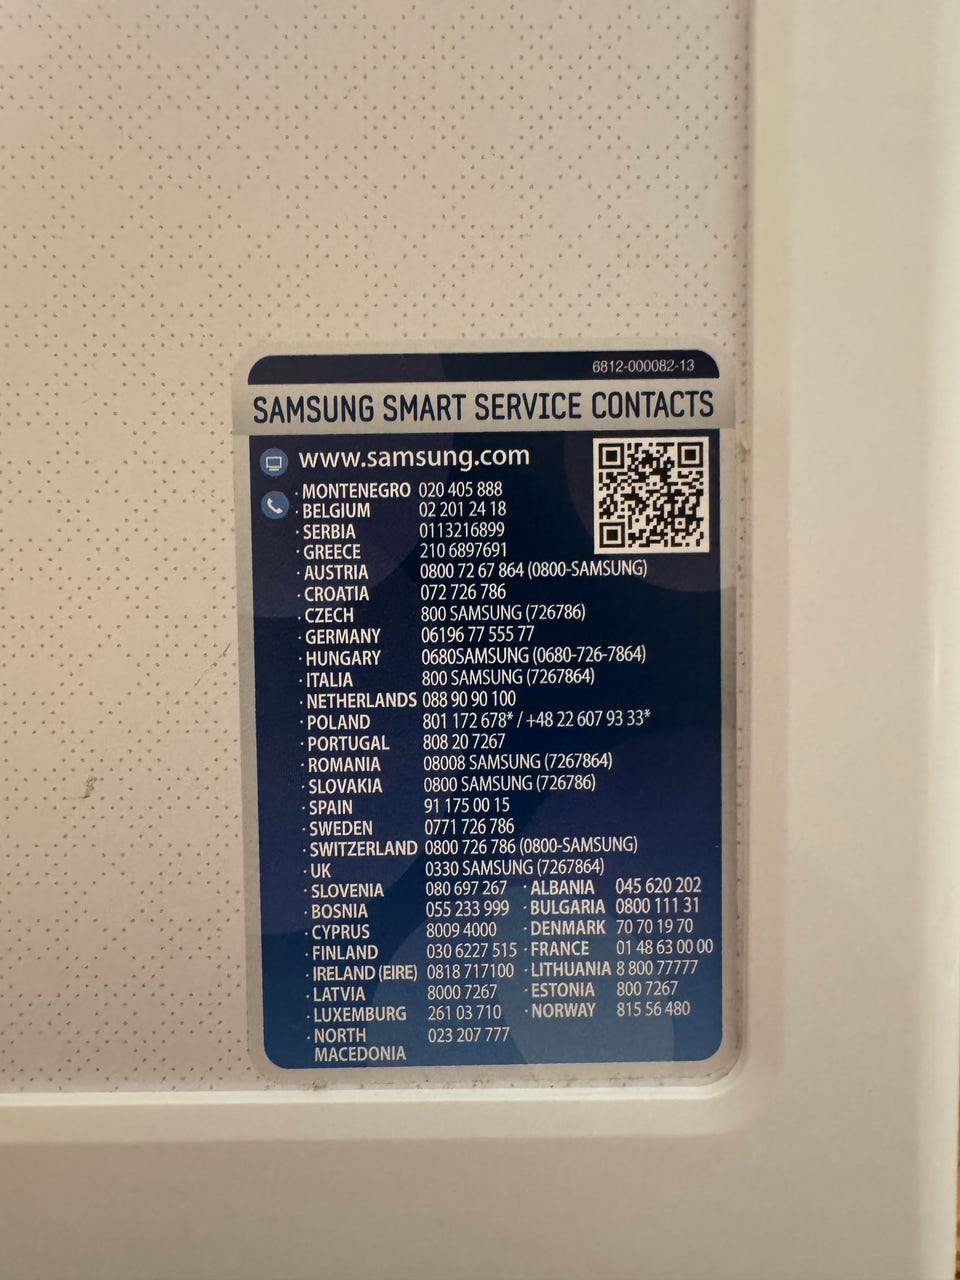 6812-000082-13
SAMSUNG SMART SERVICE CONTACTS
www.samsung.com
· MONTENEGRO 020 405 888
· BELGIUM 02 201 24 18
· SERBIA 0113216899
· GREECE 210 6897691
· AUSTRIA 0800 72 67 864 (0800-SAMSUNG)
· CROATIA 072 726 786
· CZECH 800 SAMSUNG (726786)
· GERMANY 06196 77 555 77
· HUNGARY 0680SAMSUNG (0680-726-7864)
· ITALIA 800 SAMSUNG (7267864)
· NETHERLANDS 088 90 90 100
· POLAND 801 172 678* / +48 22 607 93 33*
· PORTUGAL 808 20 7267
· ROMANIA 08008 SAMSUNG (7267864)
· SLOVAKIA 0800 SAMSUNG (726786)
· SPAIN 91 175 00 15
· SWEDEN 0771 726 786
· SWITZERLAND 0800 726 786 (0800-SAMSUNG)
· UK 0330 SAMSUNG (7267864)
· SLOVENIA 080 697 267 · ALBANIA 045 620 202
· BOSNIA 055 233 999 · BULGARIA 0800 111 31
· CYPRUS 8009 4000 · DENMARK 70 70 19 70
· FINLAND 030 6227 515 · FRANCE 01 48 63 00 00
· IRELAND (EIRE) 0818 717100 · LITHUANIA 8 800 77777
· LATVIA 8000 7267 · ESTONIA 800 7267
· LUXEMBURG 261 03 710 · NORWAY 815 56 480
· NORTH 023 207 777
MACEDONIA